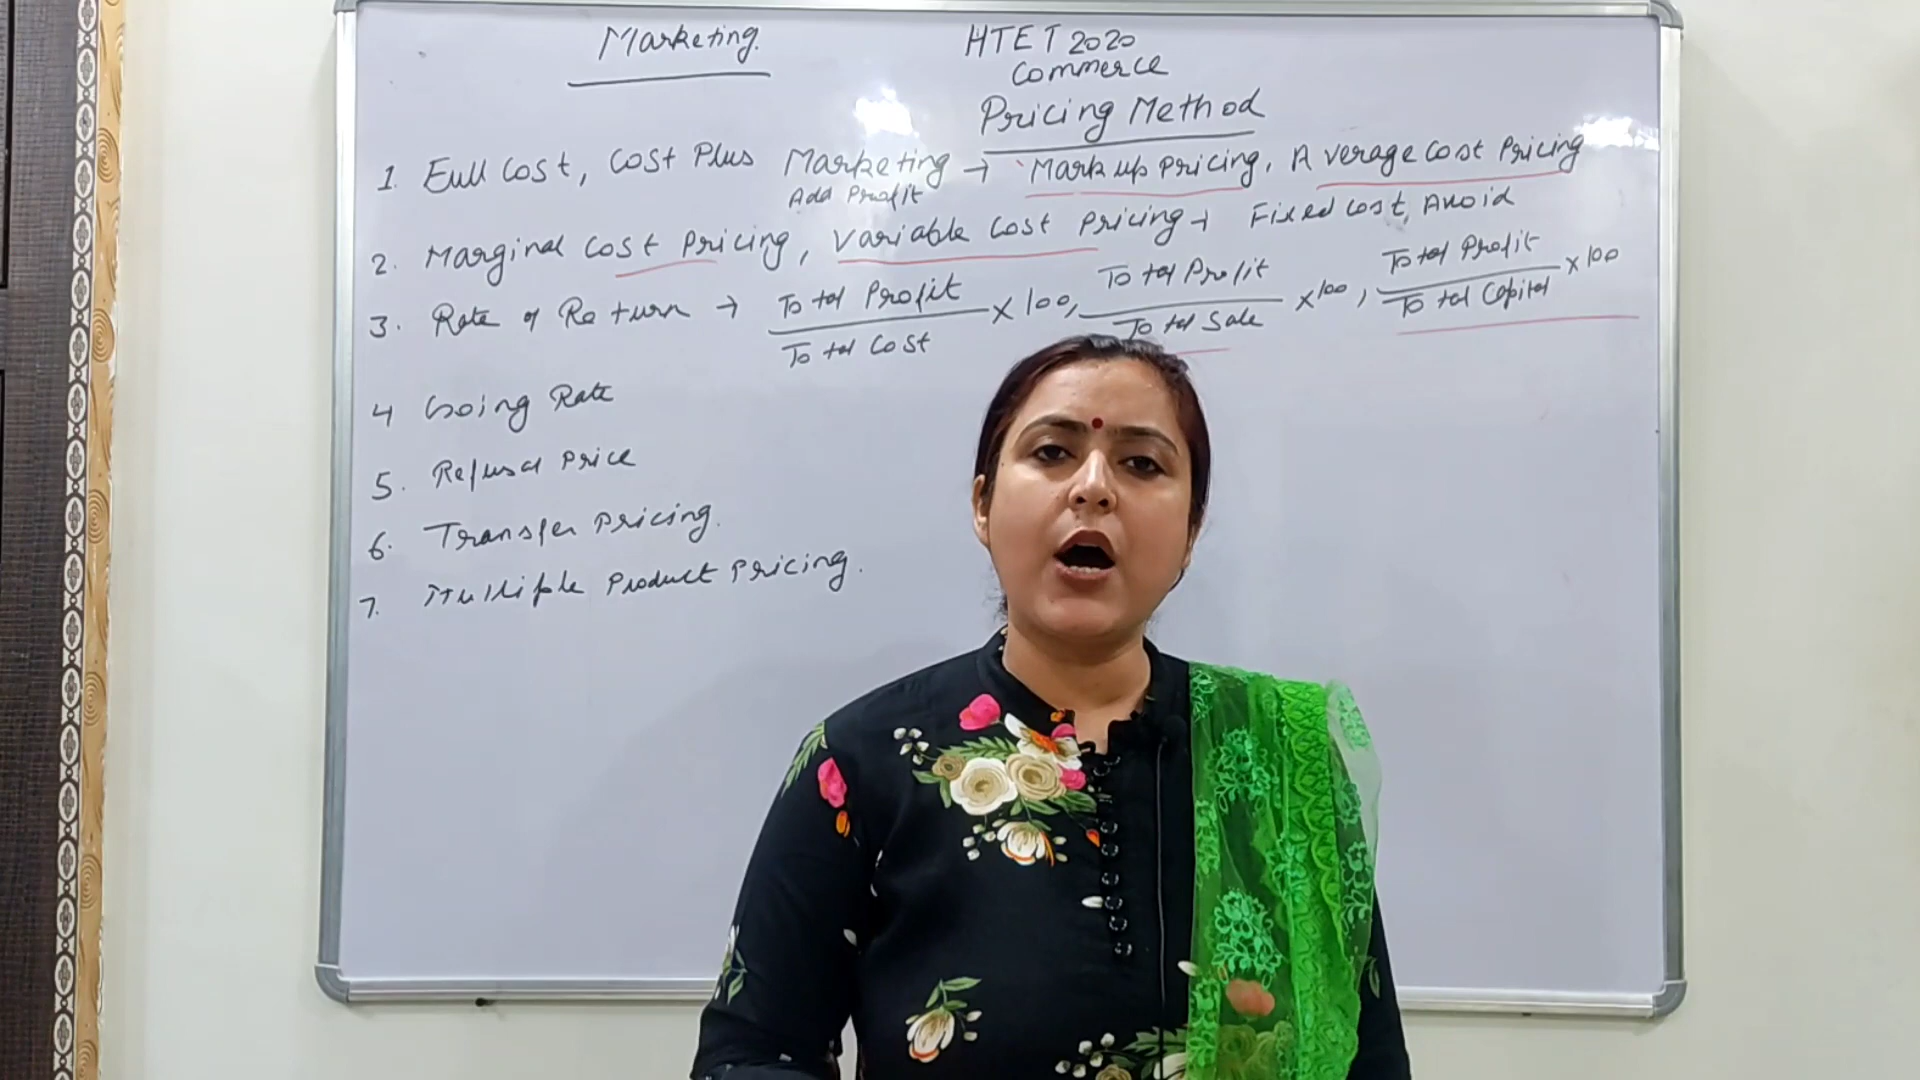 Marketing.
HTET 2020
Commerce
Pricing Method
1. Full Cost, Cost Plus Marketing → Mark up Pricing, Average Cost Pricing
Add Profit
2. Marginal Cost Pricing, Variable Cost Pricing → Fixed Cost, Avoid
3. Rate of Return → Total Profit / Total Cost × 100, Total Profit / Total Sale × 100, Total Profit / Total Capital × 100
4 Going Rate
5. Refusal Price
6. Transfer Pricing.
7. Multiple Product Pricing.